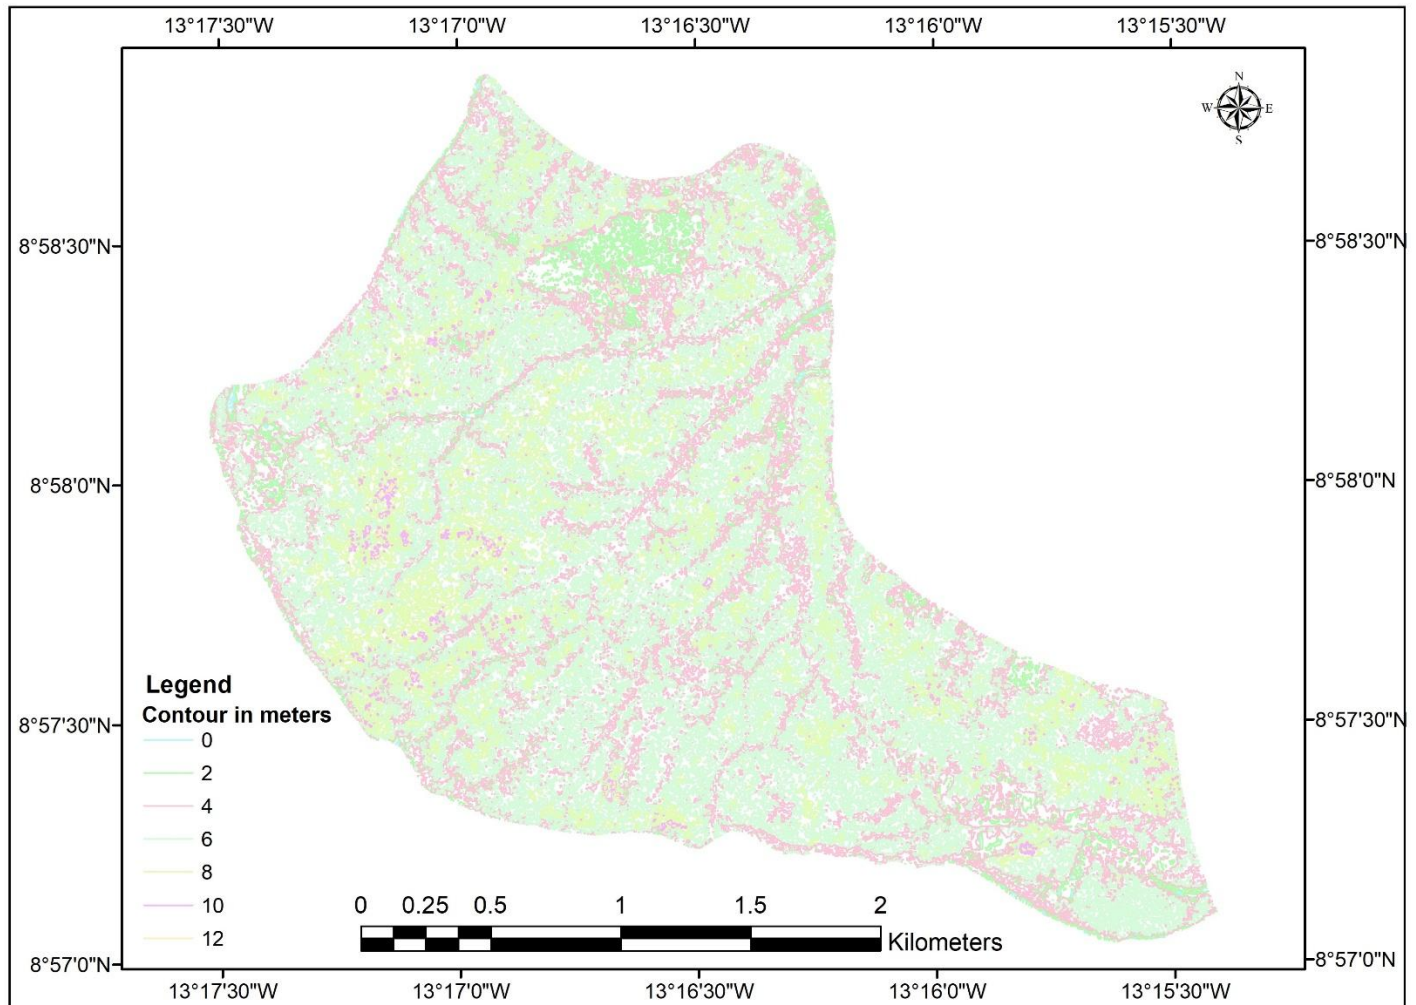 13°17'30"W 13°17'0"W 13°16'30"W 13°16'0"W 13°15'30"W
N
W E
S
8°58'30"N 8°58'30"N
8°58'0"N 8°58'0"N
Legend
Contour in meters
8°57'30"N 8°57'30"N
0
2
4
6
8
10
12
0 0.25 0.5 1 1.5 2
Kilometers
8°57'0"N 8°57'0"N
13°17'30"W 13°17'0"W 13°16'30"W 13°16'0"W 13°15'30"W